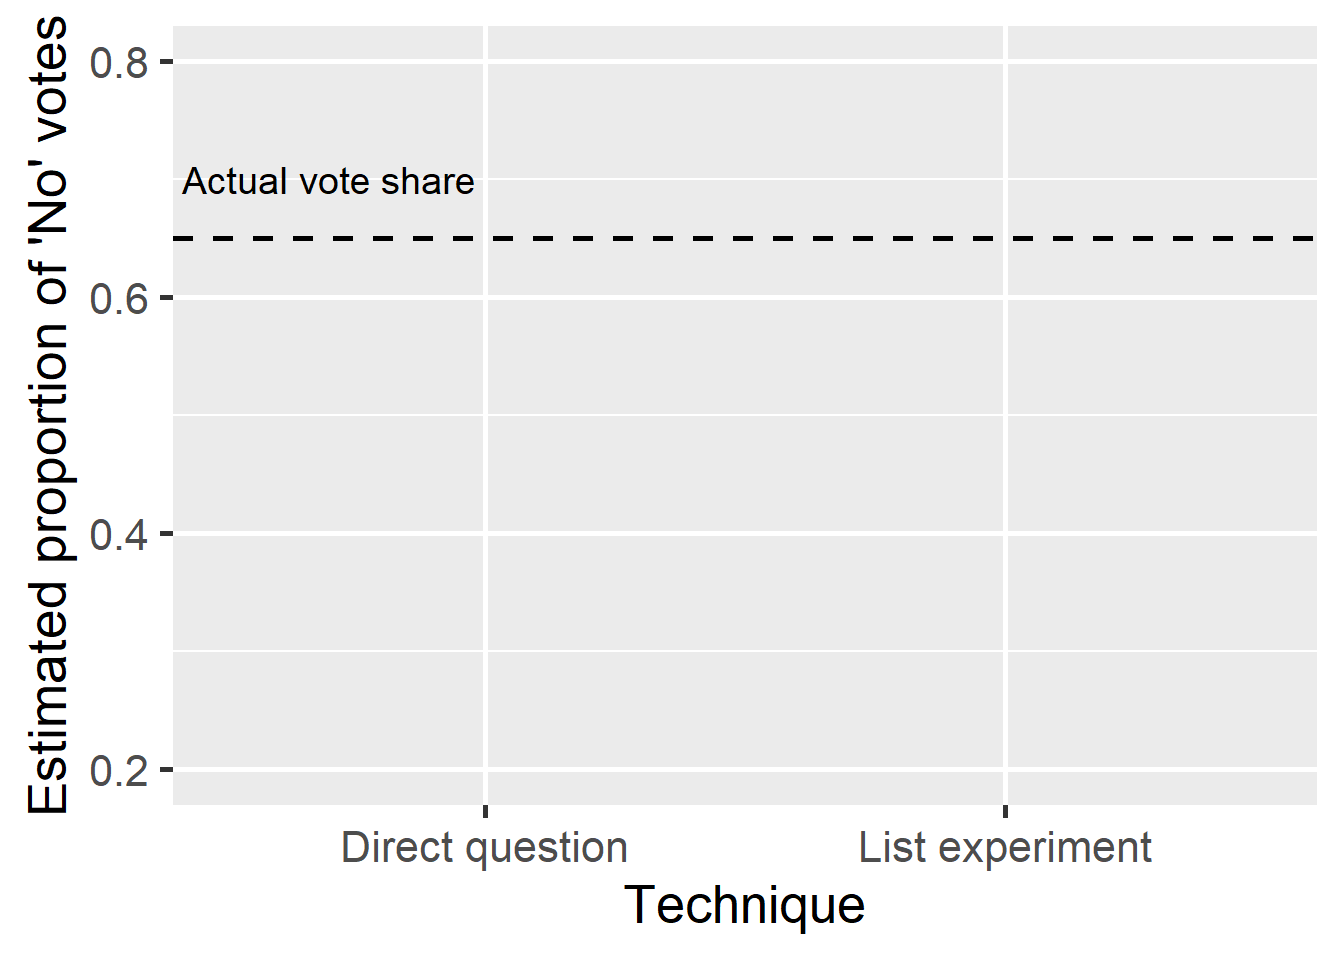 Estimated proportion of 'No' votes
0.8
Actual vote share
0.6
0.4
0.2
Direct question
List experiment
Technique